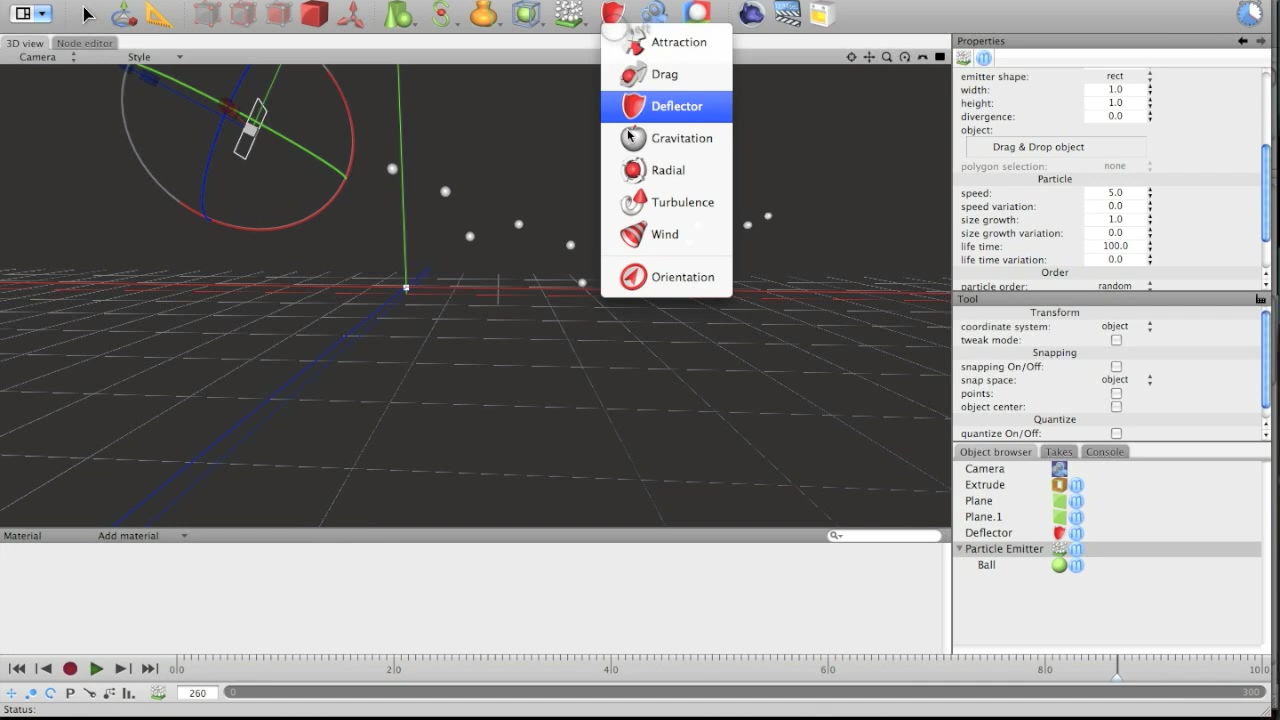 3D view Node editor
Camera Style
Attraction
Drag
Deflector
Gravitation
Radial
Turbulence
Wind
Orientation
Properties
emitter shape: rect
width: 1.0
height: 1.0
divergence: 0.0
object:
Drag & Drop object
polygon selection: none
Particle
speed: 5.0
speed variation: 0.0
size growth: 1.0
size growth variation: 0.0
life time: 100.0
life time variation: 0.0
Order
particle order: random
Tool
Transform
coordinate system: object
tweak mode:
Snapping
snapping On/Off:
snap space: object
points:
object center:
Quantize
quantize On/Off:
Object browser Takes Console
Camera
Extrude
Plane
Plane.1
Deflector
Particle Emitter
Ball
Material Add material
0.0 2.0 4.0 6.0 8.0 10.0
P 260 0 300
Status: